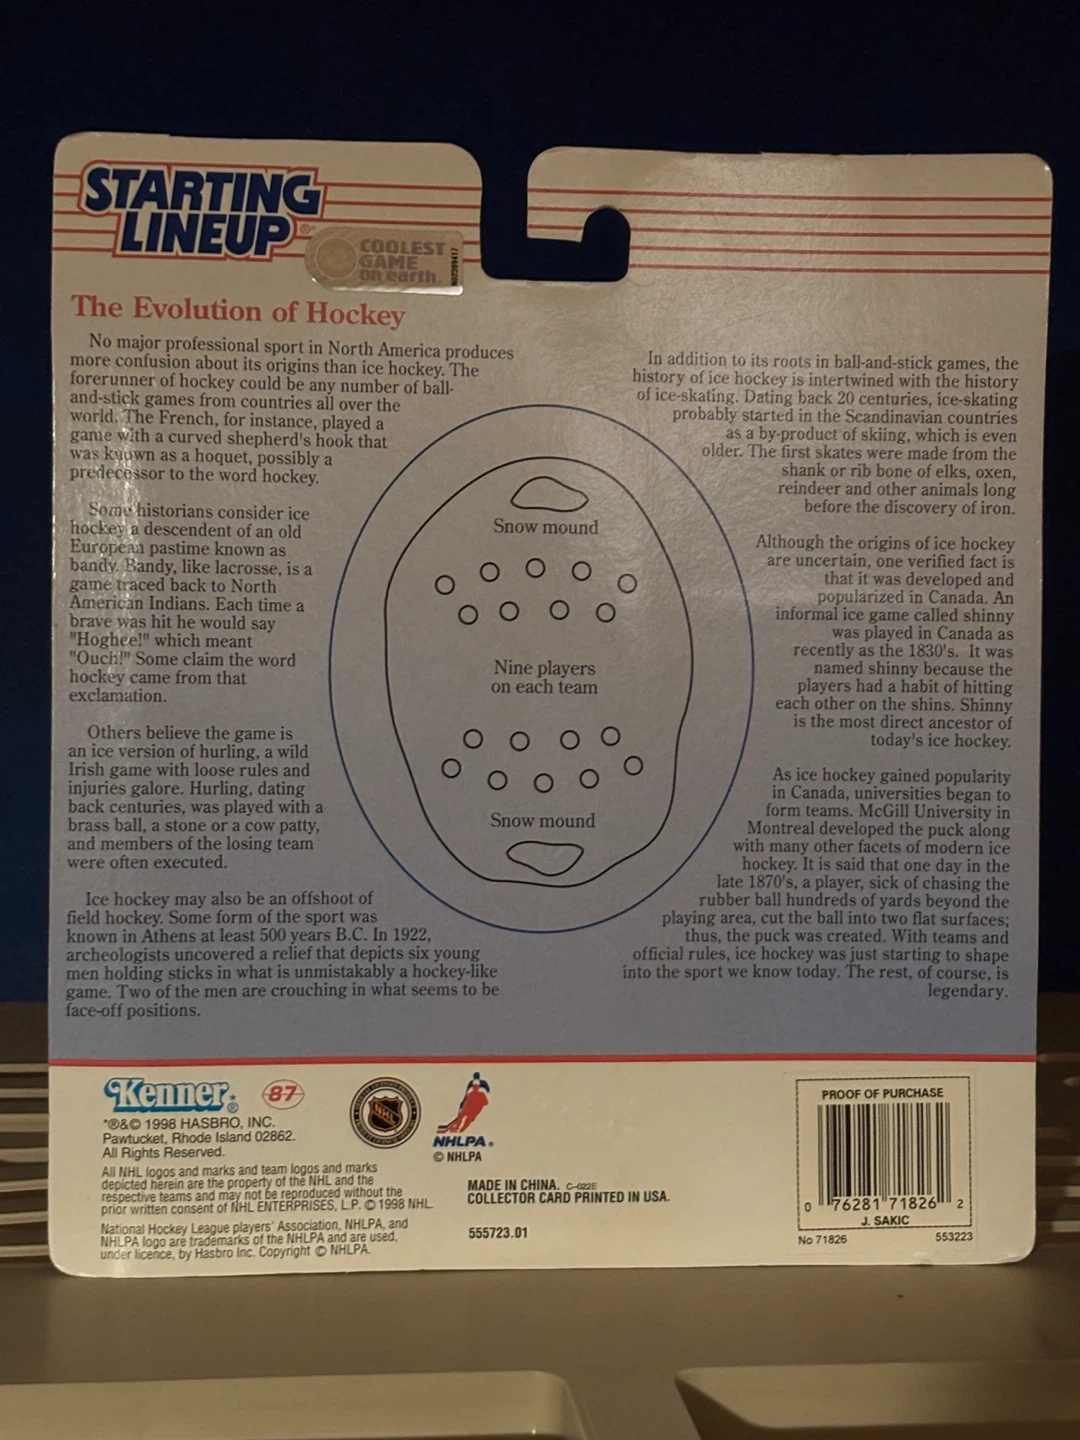 STARTING
LINEUP®
COOLEST
GAME
on earth
The Evolution of Hockey
No major professional sport in North America produces
more confusion about its origins than ice hockey. The
forerunner of hockey could be any number of ball-
and-stick games from countries all over the
world. The French, for instance, played a
game with a curved shepherd's hook that
was known as a hoquet, possibly a
predecessor to the word hockey.
Some historians consider ice
hockey a descendent of an old
European pastime known as
bandy. Bandy, like lacrosse, is a
game traced back to North
American Indians. Each time a
brave was hit he would say
"Hoghee!" which meant
"Ouch!" Some claim the word
hockey came from that
exclamation.
Others believe the game is
an ice version of hurling, a wild
Irish game with loose rules and
injuries galore. Hurling, dating
back centuries, was played with a
brass ball, a stone or a cow patty,
and members of the losing team
were often executed.
Ice hockey may also be an offshoot of
field hockey. Some form of the sport was
known in Athens at least 500 years B.C. In 1922,
archeologists uncovered a relief that depicts six young
men holding sticks in what is unmistakably a hockey-like
game. Two of the men are crouching in what seems to be
face-off positions.
Snow mound
Nine players
on each team
Snow mound
In addition to its roots in ball-and-stick games, the
history of ice hockey is intertwined with the history
of ice-skating. Dating back 20 centuries, ice-skating
probably started in the Scandinavian countries
as a by-product of skiing, which is even
older. The first skates were made from the
shank or rib bone of elks, oxen,
reindeer and other animals long
before the discovery of iron.
Although the origins of ice hockey
are uncertain, one verified fact is
that it was developed and
popularized in Canada. An
informal ice game called shinny
was played in Canada as
recently as the 1830's. It was
named shinny because the
players had a habit of hitting
each other on the shins. Shinny
is the most direct ancestor of
today's ice hockey.
As ice hockey gained popularity
in Canada, universities began to
form teams. McGill University in
Montreal developed the puck along
with many other facets of modern ice
hockey. It is said that one day in the
late 1870's, a player, sick of chasing the
rubber ball hundreds of yards beyond the
playing area, cut the ball into two flat surfaces;
thus, the puck was created. With teams and
official rules, ice hockey was just starting to shape
into the sport we know today. The rest, of course, is
legendary.
Kenner® 87
*®&© 1998 HASBRO, INC.
Pawtucket, Rhode Island 02862.
All Rights Reserved.
All NHL logos and marks and team logos and marks
depicted herein are the property of the NHL and the
respective teams and may not be reproduced without the
prior written consent of NHL ENTERPRISES, L.P. © 1998 NHL.
National Hockey League players' Association, NHLPA, and
NHLPA logo are trademarks of the NHLPA and are used,
under licence, by Hasbro Inc. Copyright © NHLPA.
NHL
NHLPA®
© NHLPA
MADE IN CHINA. C-022E
COLLECTOR CARD PRINTED IN USA.
555723.01
PROOF OF PURCHASE
0 76281 71826 2
J. SAKIC
No 71826 553223